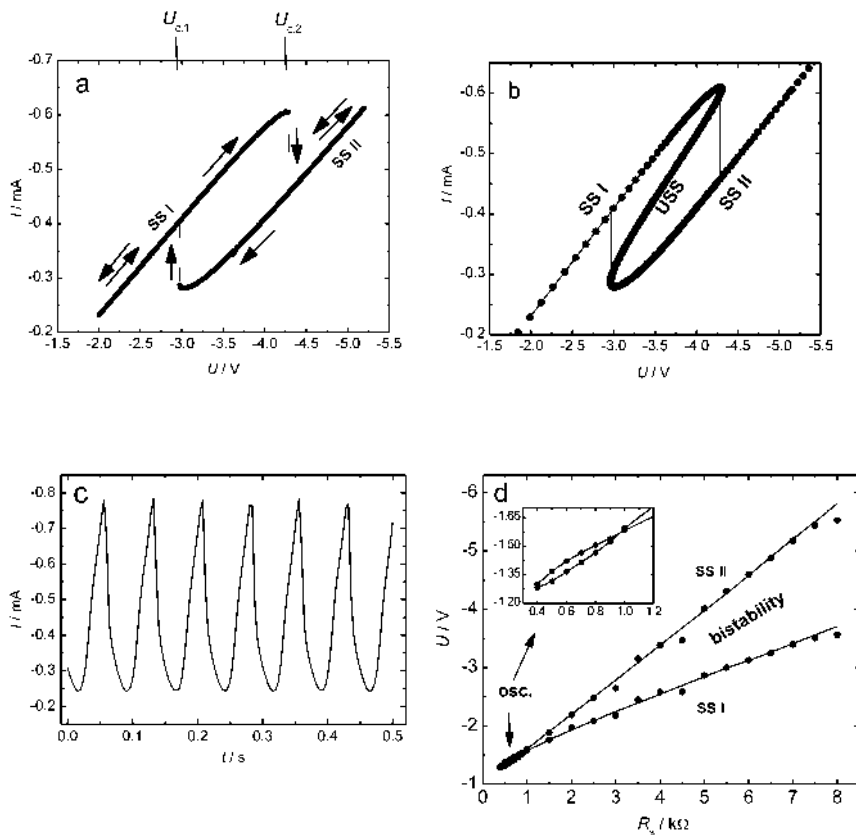 U c,1 U c,2
a
-0.7
-0.6
-0.5
-0.4
-0.3
-0.2
I / mA
SS I
SS II
-1.5 -2.0 -2.5 -3.0 -3.5 -4.0 -4.5 -5.0 -5.5
U / V
b
-0.6
-0.5
-0.4
-0.3
-0.2
I / mA
SS I
USS
SS II
-1.5 -2.0 -2.5 -3.0 -3.5 -4.0 -4.5 -5.0 5.5
U / V
c
-0.8
-0.7
-0.6
-0.5
-0.4
-0.3
-0.2
I / mA
0.0 0.1 0.2 0.3 0.4 0.5
t / s
d
-6
-5
-4
-3
-2
-1
U / V
-1.65
-1.50
-1.35
-1.20
0.4 0.6 0.8 1.0 1.2
SS II
bistability
osc.
SS I
0 1 2 3 4 5 6 7 8
R s / kΩ